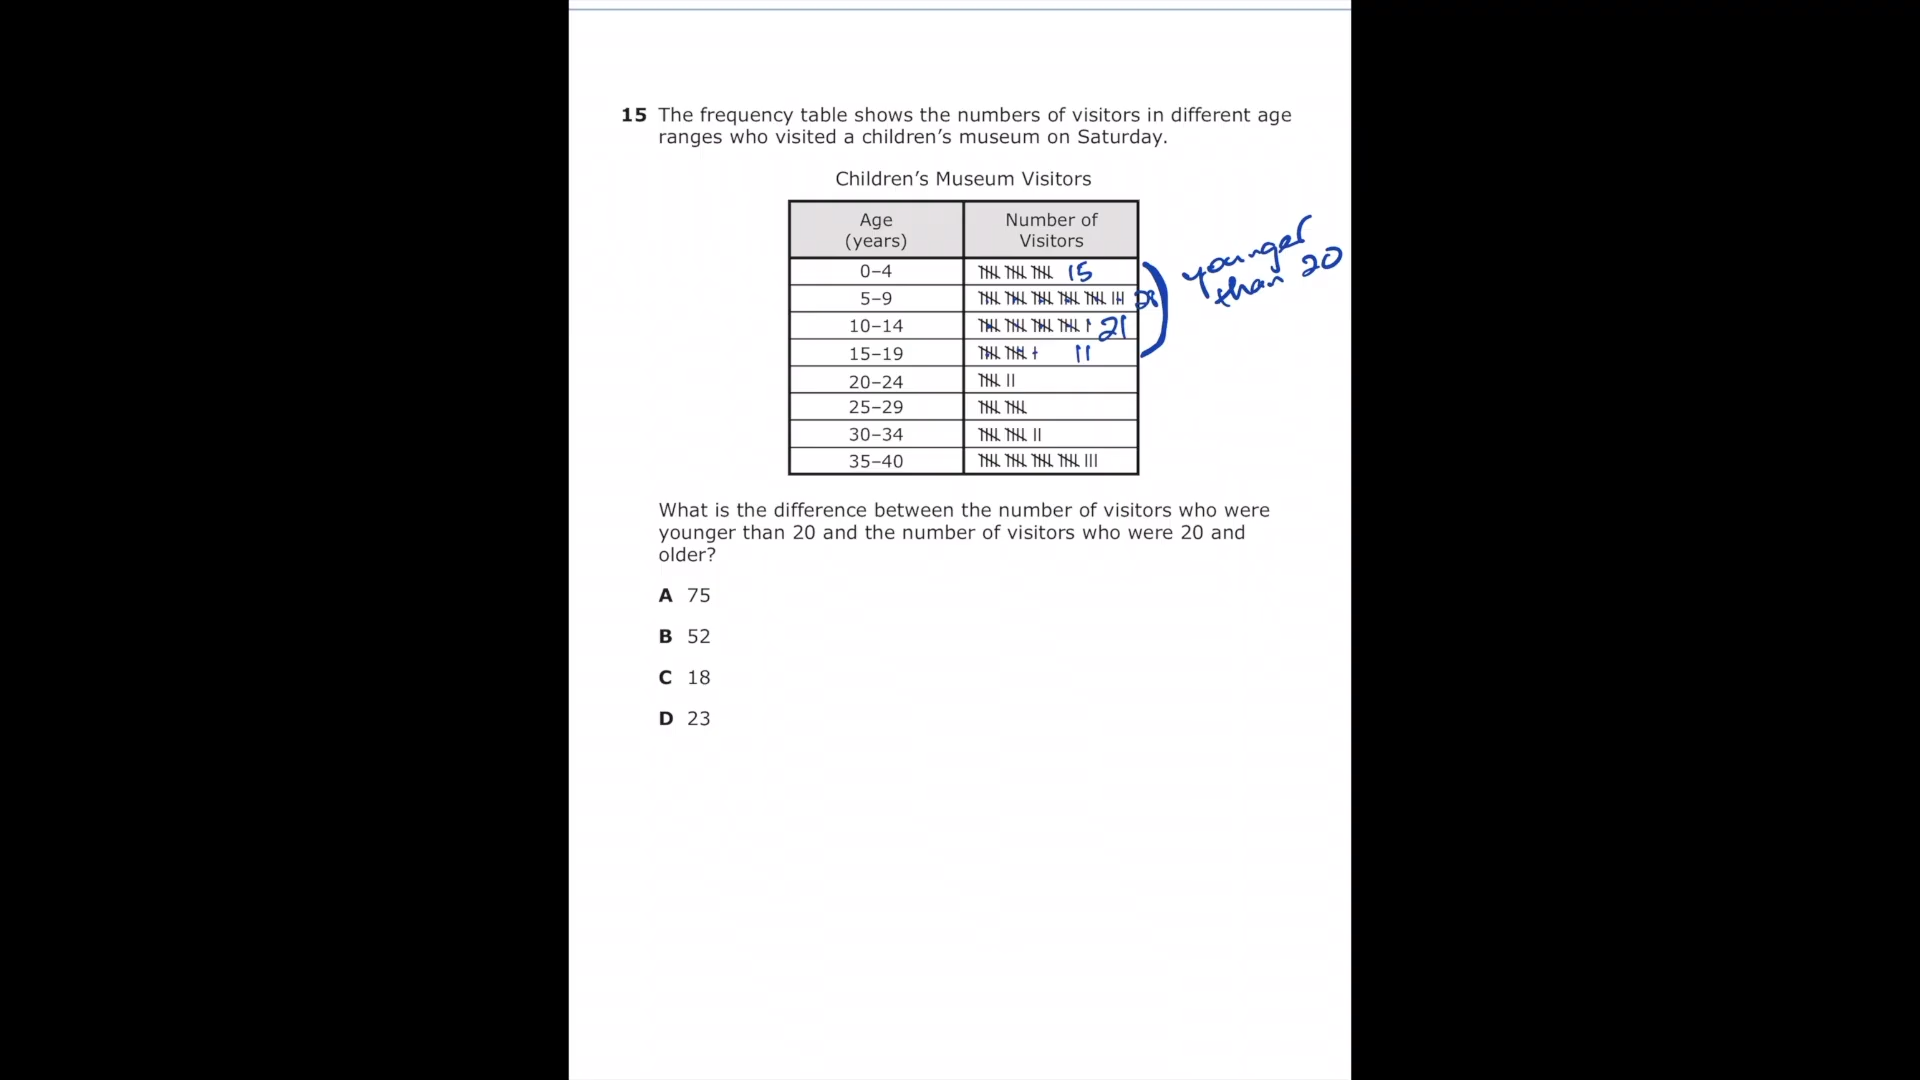 15 The frequency table shows the numbers of visitors in different age
ranges who visited a children's museum on Saturday.
Children's Museum Visitors
Age
(years)
Number of
Visitors
0–4 15
5–9 28
10–14 21
15–19 11
20–24
25–29
30–34
35–40
younger
than 20
What is the difference between the number of visitors who were
younger than 20 and the number of visitors who were 20 and
older?
A 75
B 52
C 18
D 23